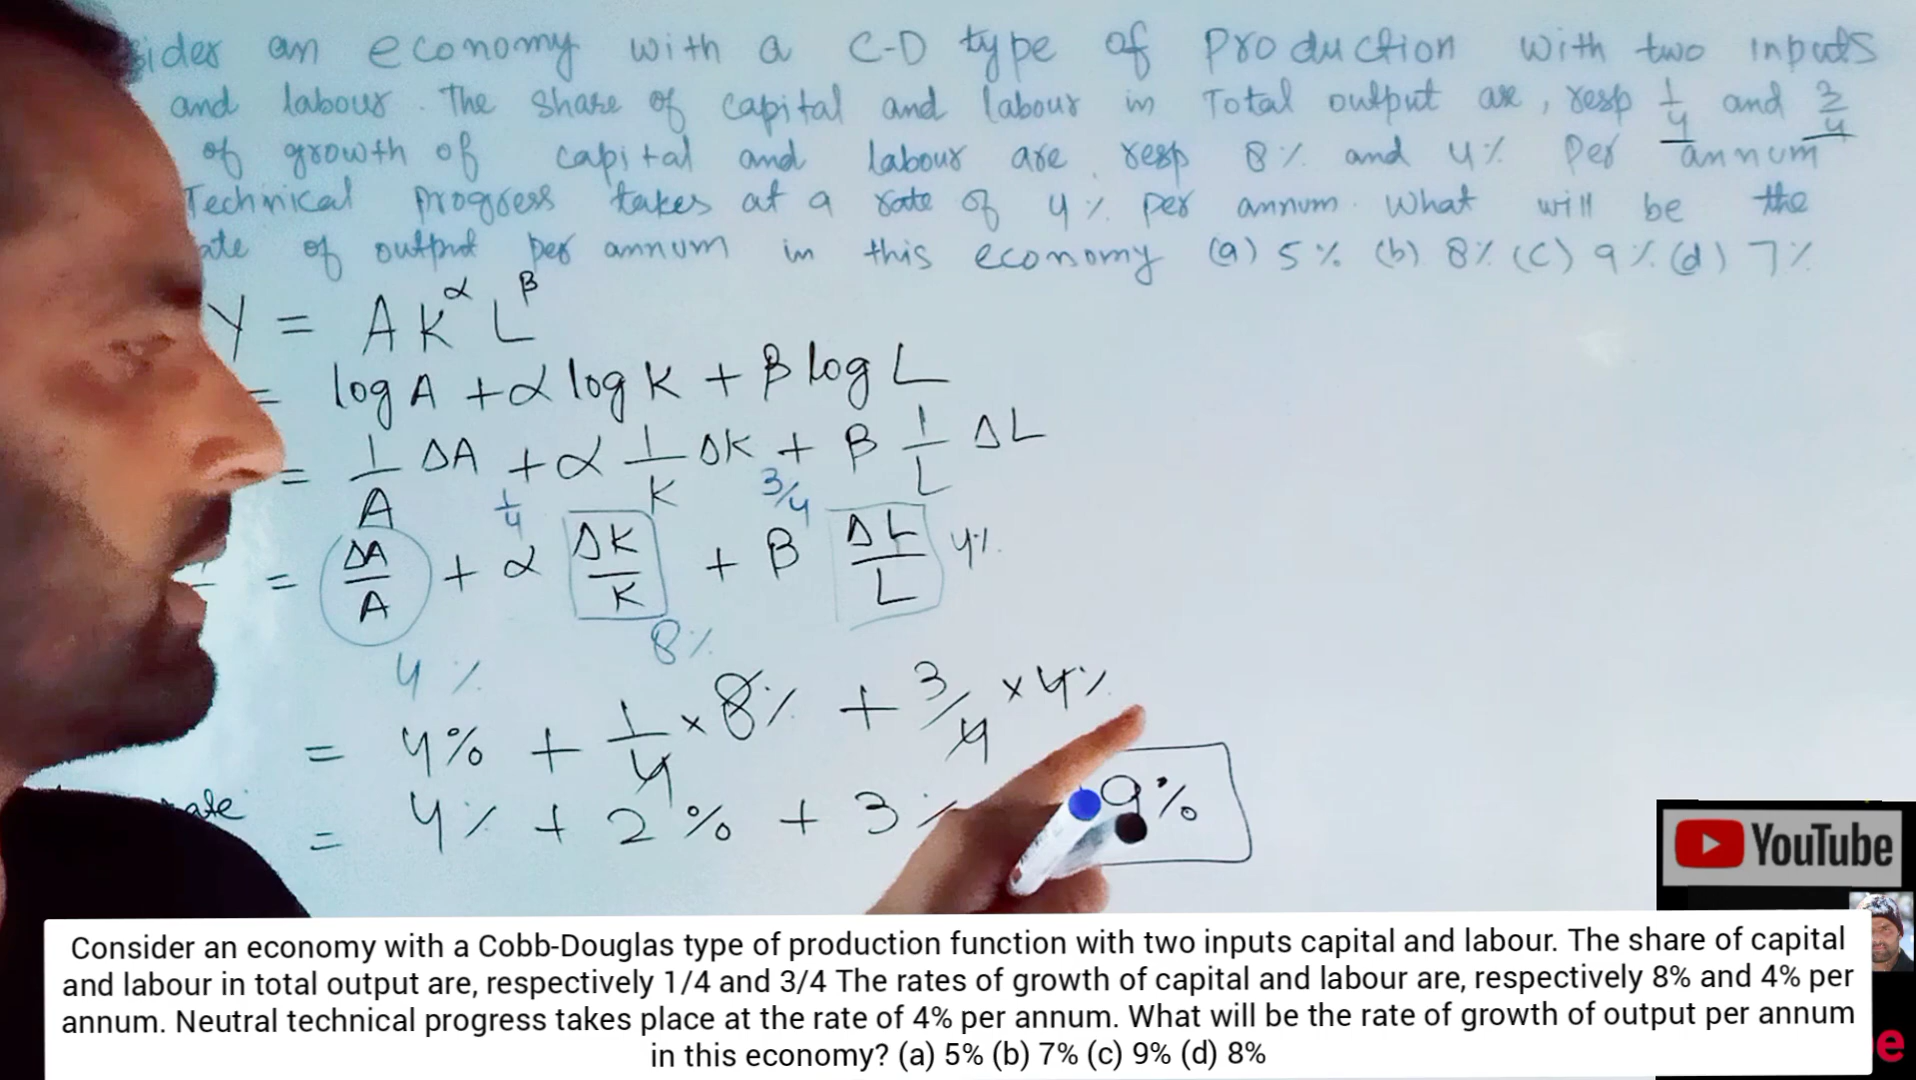 sider an economy with a C-D type of Production with two inputs
and labour. The share of capital and labour in Total output are, resp 1/4 and 3/4
of growth of capital and labour are resp 8% and 4% per annum
Technical progress takes at a rate of 4% per annum. What will be the
ate of output per annum in this economy (a) 5% (b) 8% (c) 9% (d) 7%
Y = AK^α L^β
= log A + α log K + β log L
= 1/A ΔA + α 1/K ΔK + β 1/L ΔL
1/4 3/4
= ΔA/A + α ΔK/K + β ΔL/L 4%
4% 8%
= 4% + 1/4 × 8% + 3/4 × 4%
ate = 4% + 2% + 3% 9%
YouTube
Consider an economy with a Cobb-Douglas type of production function with two inputs capital and labour. The share of capital
and labour in total output are, respectively 1/4 and 3/4 The rates of growth of capital and labour are, respectively 8% and 4% per
annum. Neutral technical progress takes place at the rate of 4% per annum. What will be the rate of growth of output per annum
in this economy? (a) 5% (b) 7% (c) 9% (d) 8%
e